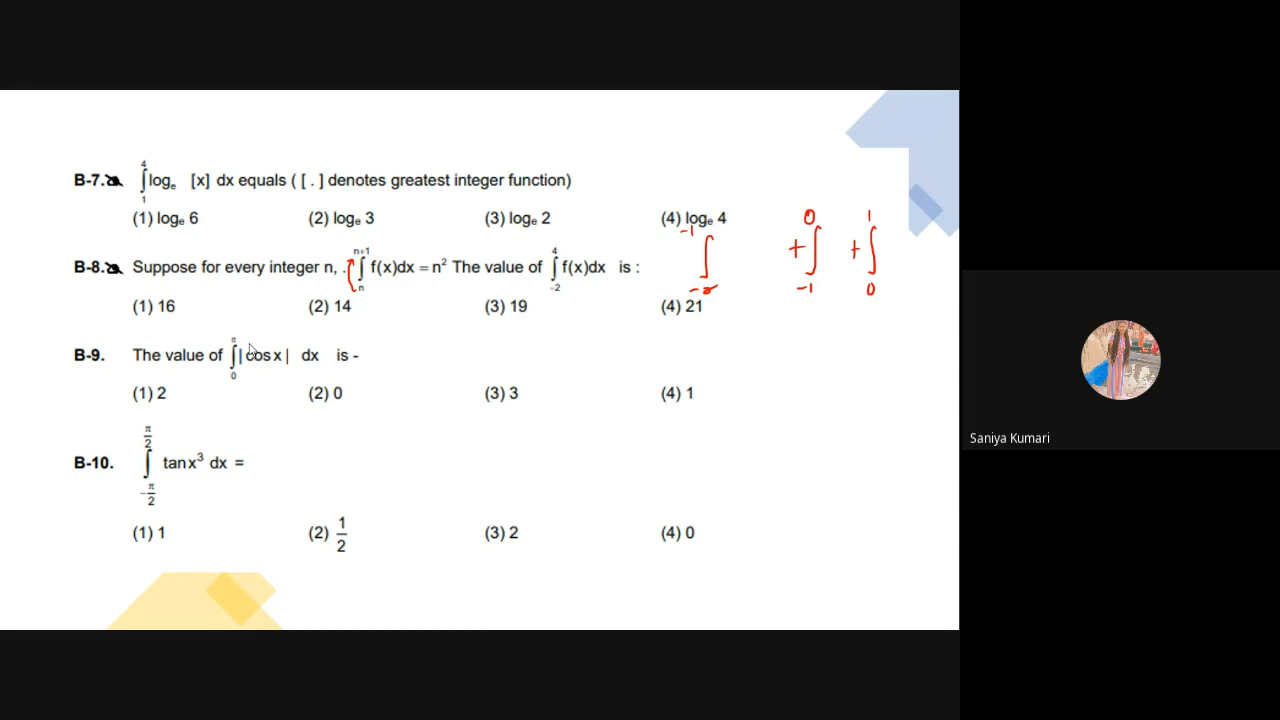 B-7. ∫₁⁴ logₑ [x] dx equals ( [ . ] denotes greatest integer function)
(1) logₑ 6 (2) logₑ 3 (3) logₑ 2 (4) logₑ 4
B-8. Suppose for every integer n, . ∫ₙⁿ⁺¹ f(x)dx = n² The value of ∫₋₂⁴ f(x)dx is :
∫₋₂⁻¹ + ∫₋₁⁰ + ∫₀¹
(1) 16 (2) 14 (3) 19 (4) 21
B-9. The value of ∫₀^π | cos x | dx is -
(1) 2 (2) 0 (3) 3 (4) 1
B-10. ∫_{-π/2}^{π/2} tan x³ dx =
(1) 1 (2) 1/2 (3) 2 (4) 0
Saniya Kumari